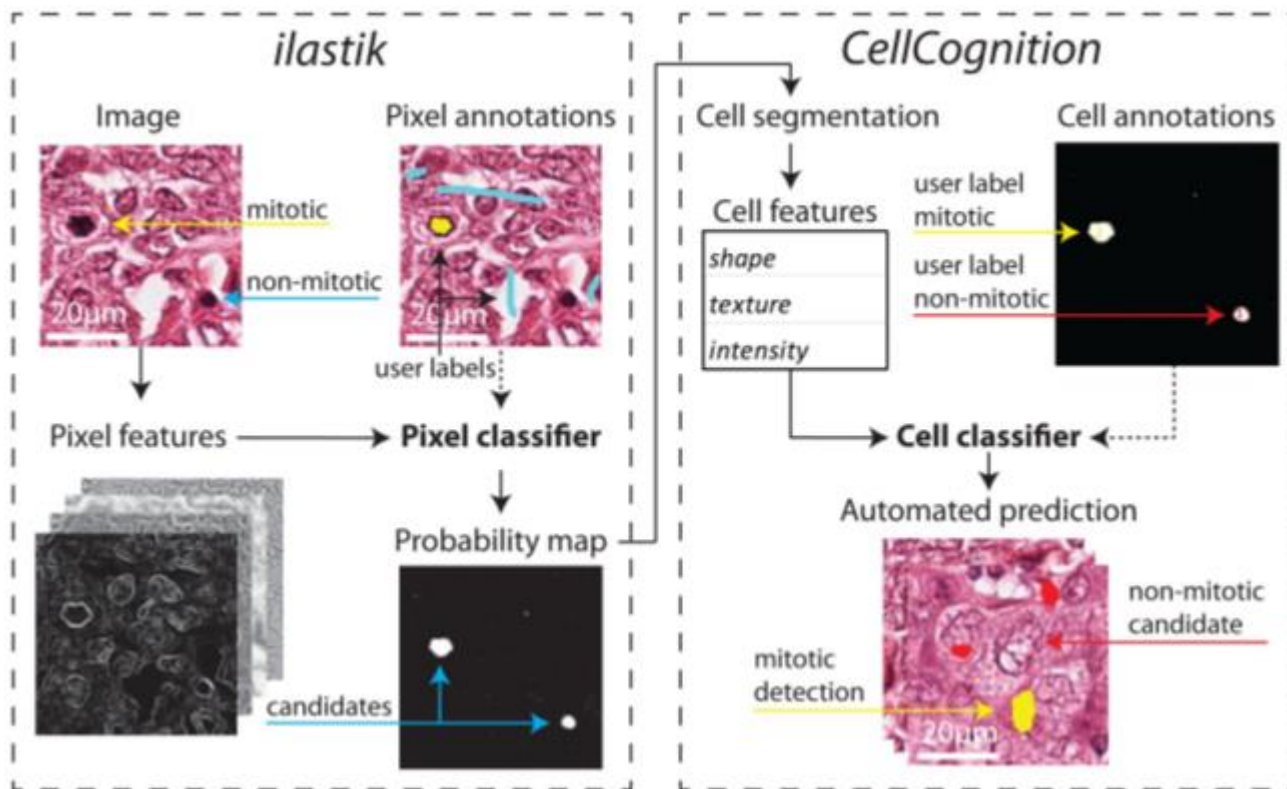 ilastik
Image
Pixel annotations
mitotic
non-mitotic
20µm
20µm
user labels
Pixel features
Pixel classifier
Probability map
candidates
CellCognition
Cell segmentation
Cell annotations
user label
mitotic
Cell features
shape
texture
intensity
user label
non-mitotic
Cell classifier
Automated prediction
non-mitotic
candidate
mitotic
detection
20µm